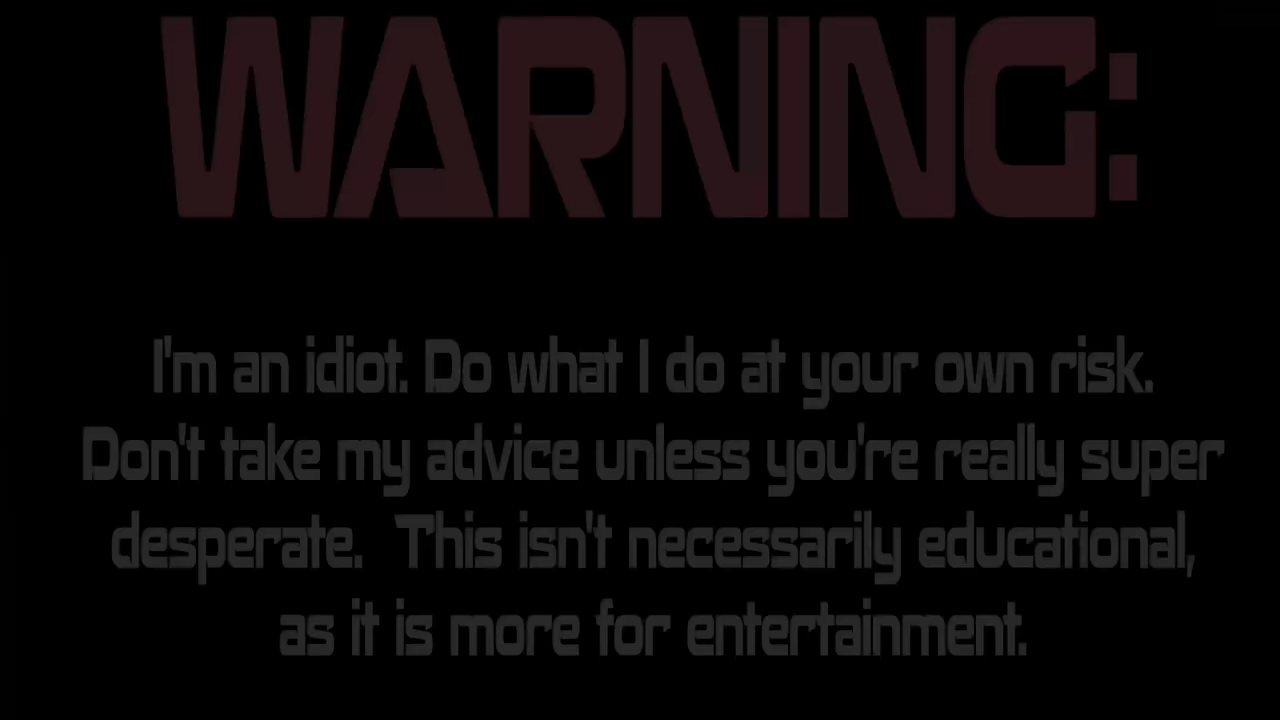 WARNING:
I'm an idiot. Do what I do at your own risk.
Don't take my advice unless you're really super
desperate.  This isn't necessarily educational,
as it is more for entertainment.